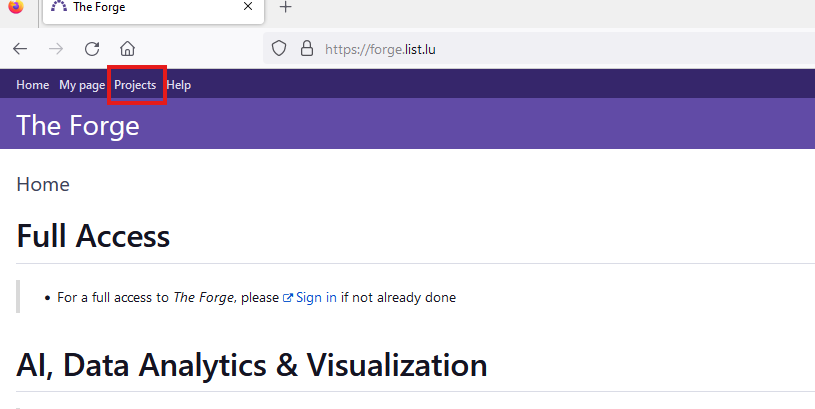 The Forge
https://forge.list.lu
Home My page Projects Help
The Forge
Home
Full Access
• For a full access to The Forge, please Sign in if not already done
AI, Data Analytics & Visualization